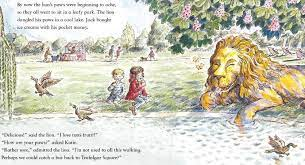 By now the lion's paws were beginning to ache,
so they went to sit in a leafy park. The lion
dangled his paws in a cool lake. Jack bought
ice creams with his pocket money.
"Delicious!" said the lion. "I love tutti-frutti!"
"How are your paws?" asked Katie.
"Rather sore," admitted the lion. "I'm not used to all this walking.
Perhaps we could catch a bus back to Trafalgar Square?"